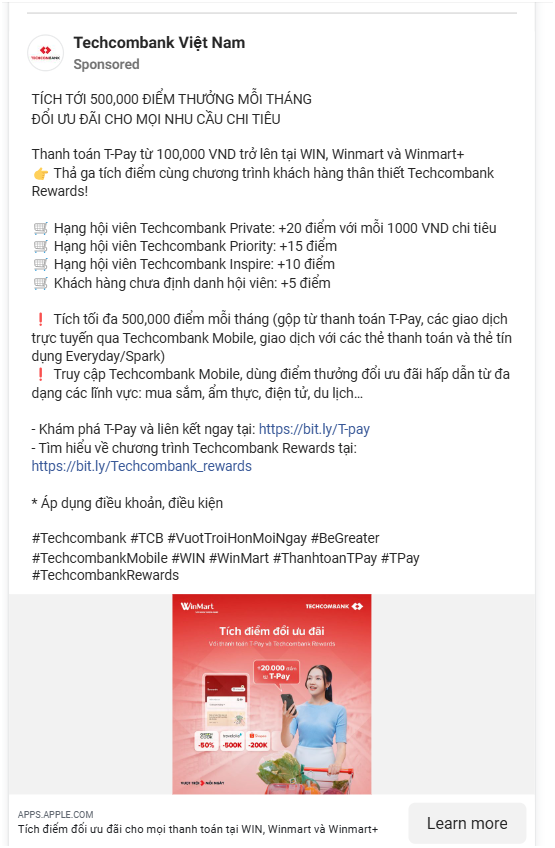 TECHCOMBANK
Techcombank Việt Nam
Sponsored
TÍCH TỚI 500,000 ĐIỂM THƯỞNG MỖI THÁNG
ĐỔI ƯU ĐÃI CHO MỌI NHU CẦU CHI TIÊU
Thanh toán T-Pay từ 100,000 VND trở lên tại WIN, Winmart và Winmart+
👉 Thả ga tích điểm cùng chương trình khách hàng thân thiết Techcombank
Rewards!
🛒 Hạng hội viên Techcombank Private: +20 điểm với mỗi 1000 VND chi tiêu
🛒 Hạng hội viên Techcombank Priority: +15 điểm
🛒 Hạng hội viên Techcombank Inspire: +10 điểm
🛒 Khách hàng chưa định danh hội viên: +5 điểm
❗ Tích tối đa 500,000 điểm mỗi tháng (gộp từ thanh toán T-Pay, các giao dịch
trực tuyến qua Techcombank Mobile, giao dịch với các thẻ thanh toán và thẻ tín
dụng Everyday/Spark)
❗ Truy cập Techcombank Mobile, dùng điểm thưởng đổi ưu đãi hấp dẫn từ đa
dạng các lĩnh vực: mua sắm, ẩm thực, điện tử, du lịch...
- Khám phá T-Pay và liên kết ngay tại: https://bit.ly/T-pay
- Tìm hiểu về chương trình Techcombank Rewards tại:
https://bit.ly/Techcombank_rewards
* Áp dụng điều khoản, điều kiện
#Techcombank #TCB #VuotTroiHonMoiNgay #BeGreater
#TechcombankMobile #WIN #WinMart #ThanhtoanTPay #TPay
#TechcombankRewards
WinMart
TECHCOMBANK
Tích điểm đổi ưu đãi
Với thanh toán T-Pay và Techcombank Rewards
+20.000 điểm
từ T-Pay
traveloka
-50%
-500K
-200K
VƯỢT TRỘI HƠN MỖI NGÀY
APPS.APPLE.COM
Tích điểm đổi ưu đãi cho mọi thanh toán tại WIN, Winmart và Winmart+
Learn more